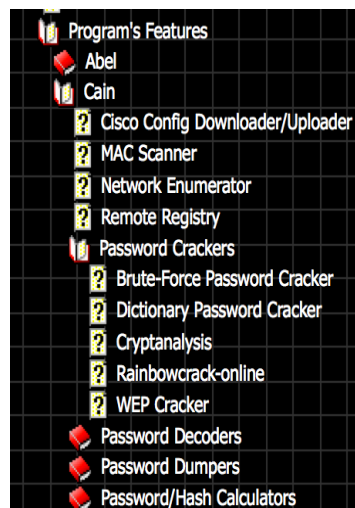 Program's Features
Abel
Cain
Cisco Config Downloader/Uploader
MAC Scanner
Network Enumerator
Remote Registry
Password Crackers
Brute-Force Password Cracker
Dictionary Password Cracker
Cryptanalysis
Rainbowcrack-online
WEP Cracker
Password Decoders
Password Dumpers
Password/Hash Calculators